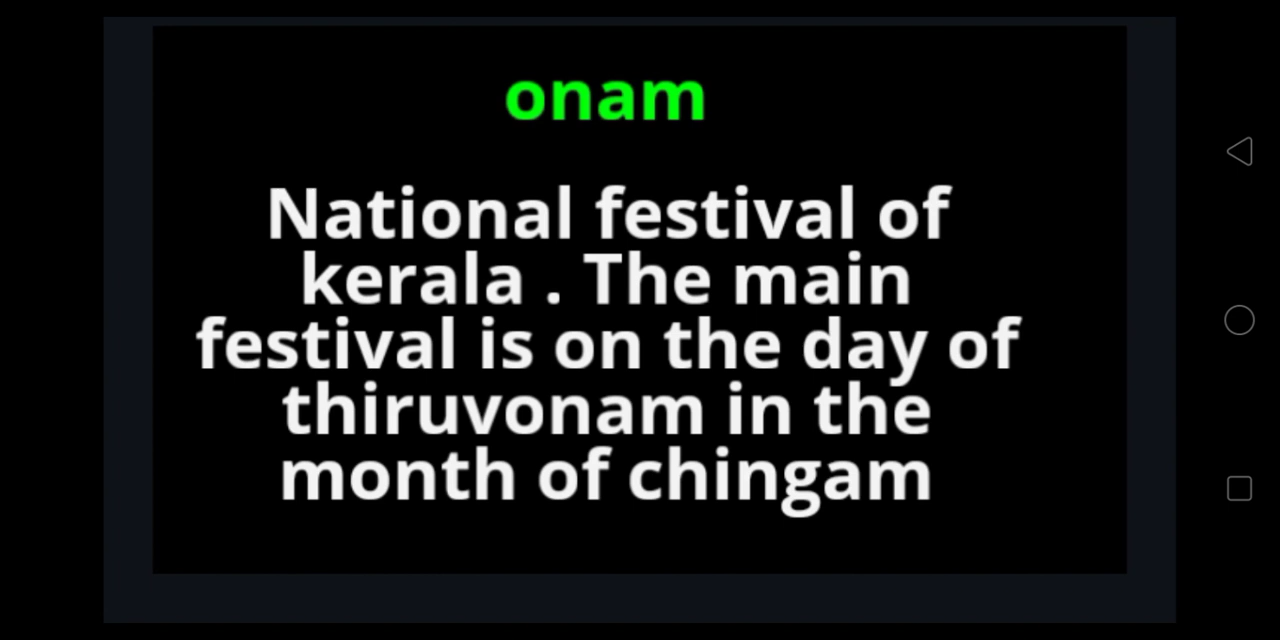 onam
National festival of
kerala . The main
festival is on the day of
thiruvonam in the
month of chingam